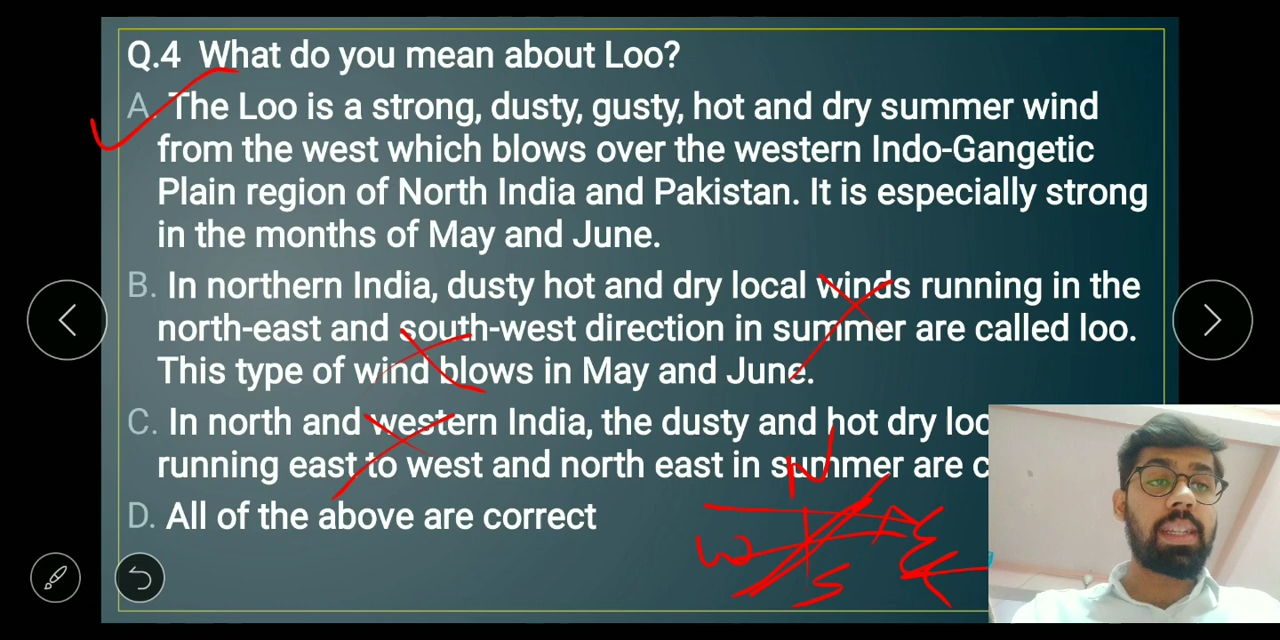 Q.4 What do you mean about Loo?
A. The Loo is a strong, dusty, gusty, hot and dry summer wind
from the west which blows over the western Indo-Gangetic
Plain region of North India and Pakistan. It is especially strong
in the months of May and June.
B. In northern India, dusty hot and dry local winds running in the
north-east and south-west direction in summer are called loo.
This type of wind blows in May and June.
C. In north and western India, the dusty and hot dry
running east to west and north east in summer are
D. All of the above are correct
N
W
E
S